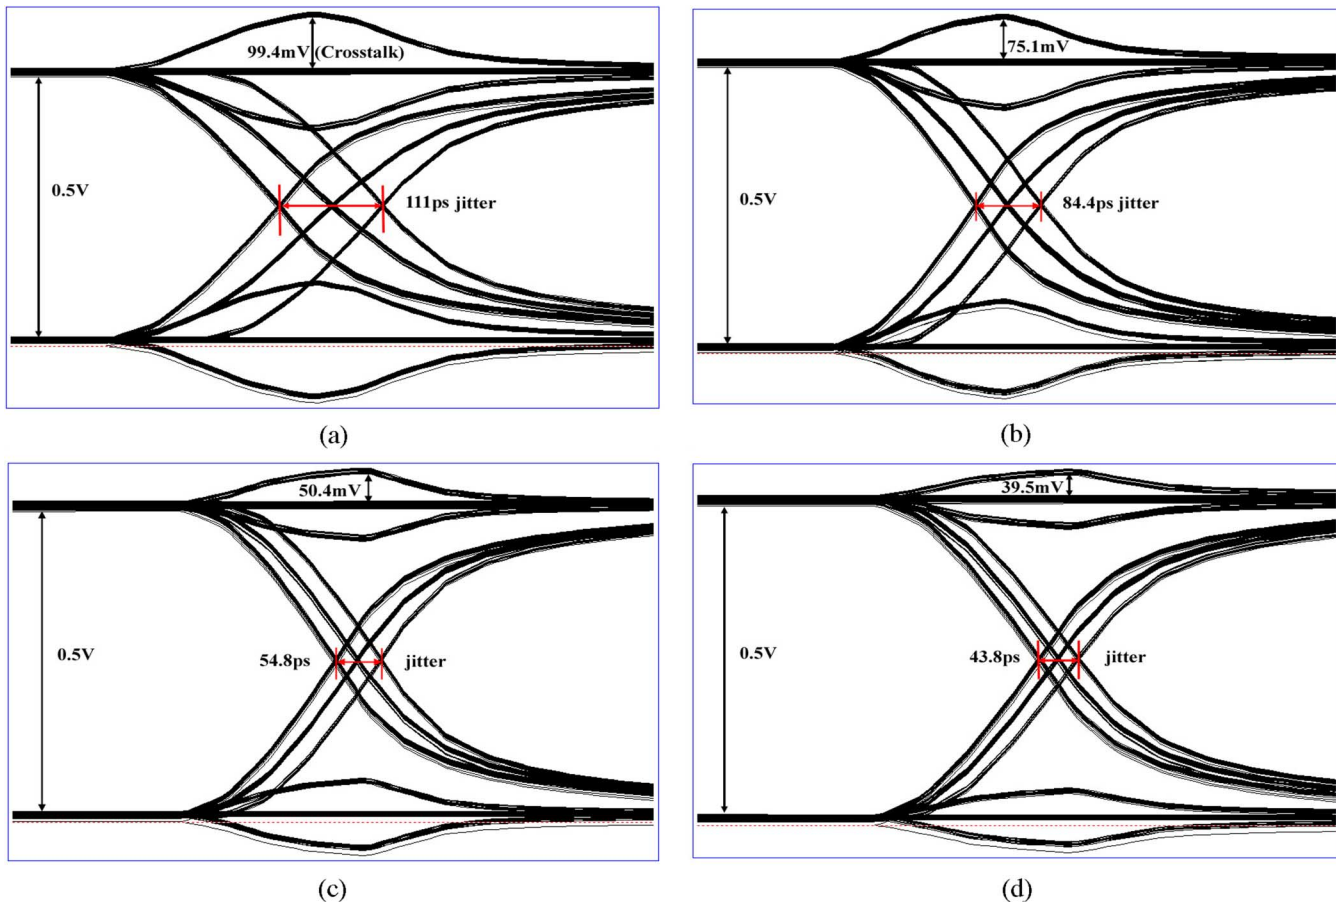 99.4mV (Crosstalk)
0.5V
111ps jitter
(a)
75.1mV
0.5V
84.4ps jitter
(b)
50.4mV
0.5V
54.8ps jitter
(c)
39.5mV
0.5V
43.8ps jitter
(d)